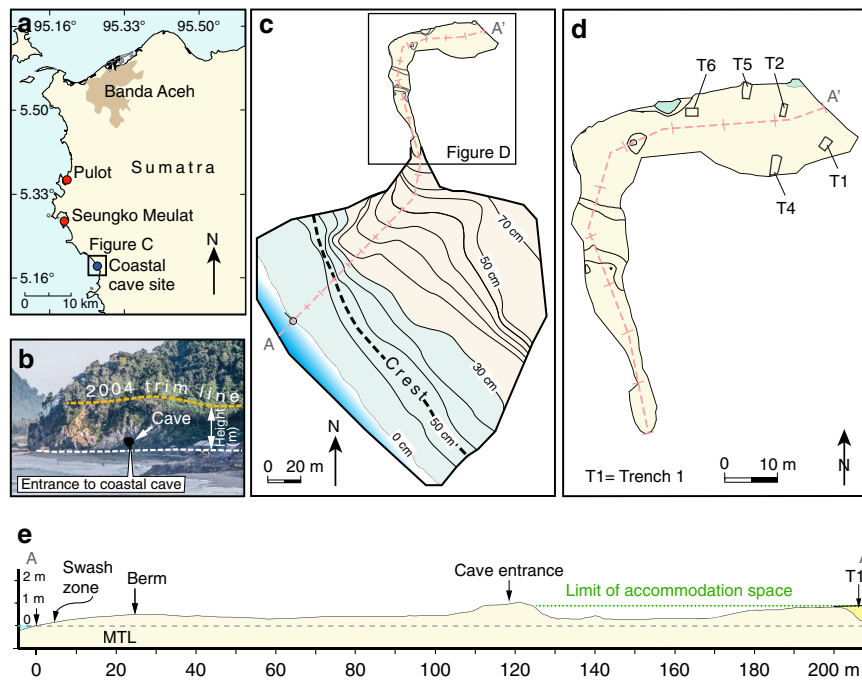 a
95.16° 95.33° 95.50°
Banda Aceh
5.50°
Sumatra
Pulot
5.33°
Seungko Meulat
Figure C
N
Coastal
cave site
5.16°
0 10 km
b
2004 trim line
Cave
Height
(m)
Entrance to coastal cave
c
A'
Figure D
70 cm
50 cm
30 cm
A
Crest
50 cm
0 cm
N
0 20 m
d
T5 T2
T6
A'
T1
T4
N
T1= Trench 1
0 10 m
e
A
Swash
zone
Berm
Cave entrance
Limit of accommodation space
T1
2 m
1 m
0
MTL
0 20 40 60 80 100 120 140 160 180 200 m